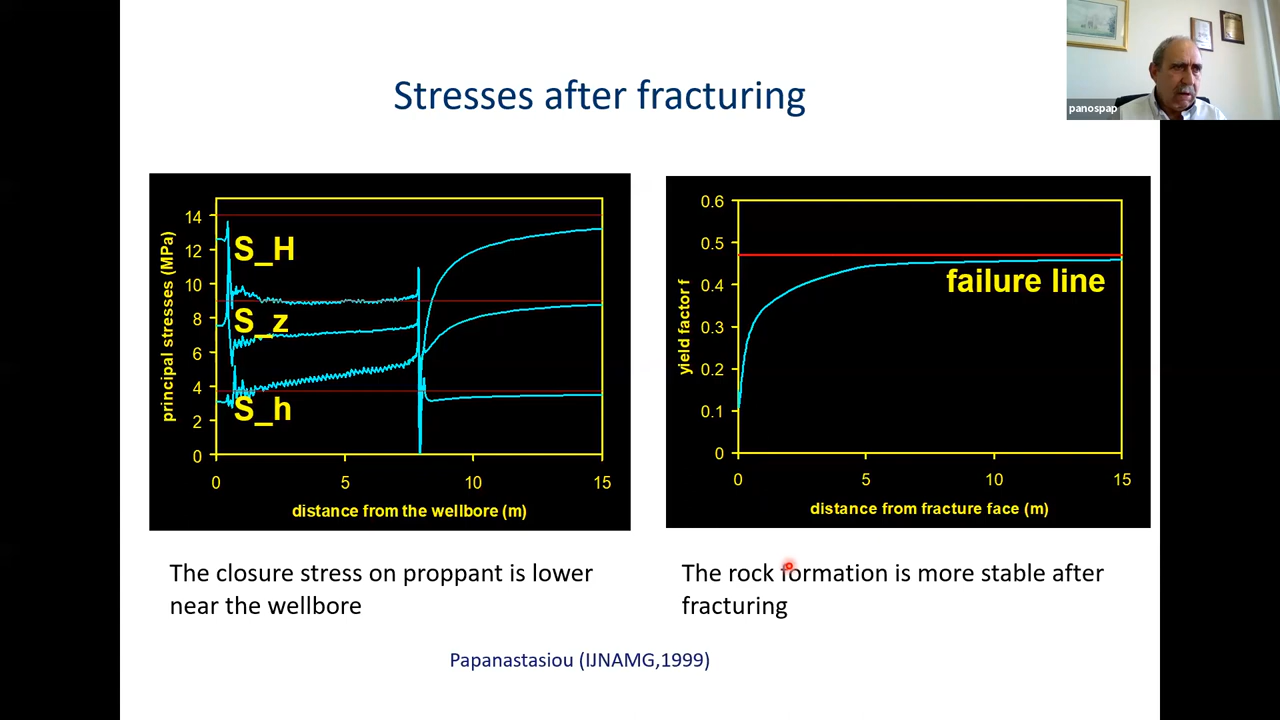 panospap
Stresses after fracturing
principal stresses (MPa)
14
12
10
8
6
4
2
0
S_H
S_z
S_h
0
5
10
15
distance from the wellbore (m)
yield factor f
0.6
0.5
0.4
0.3
0.2
0.1
0
failure line
0
5
10
15
distance from fracture face (m)
The closure stress on proppant is lower
near the wellbore
The rock formation is more stable after
fracturing
Papanastasiou (IJNAMG,1999)